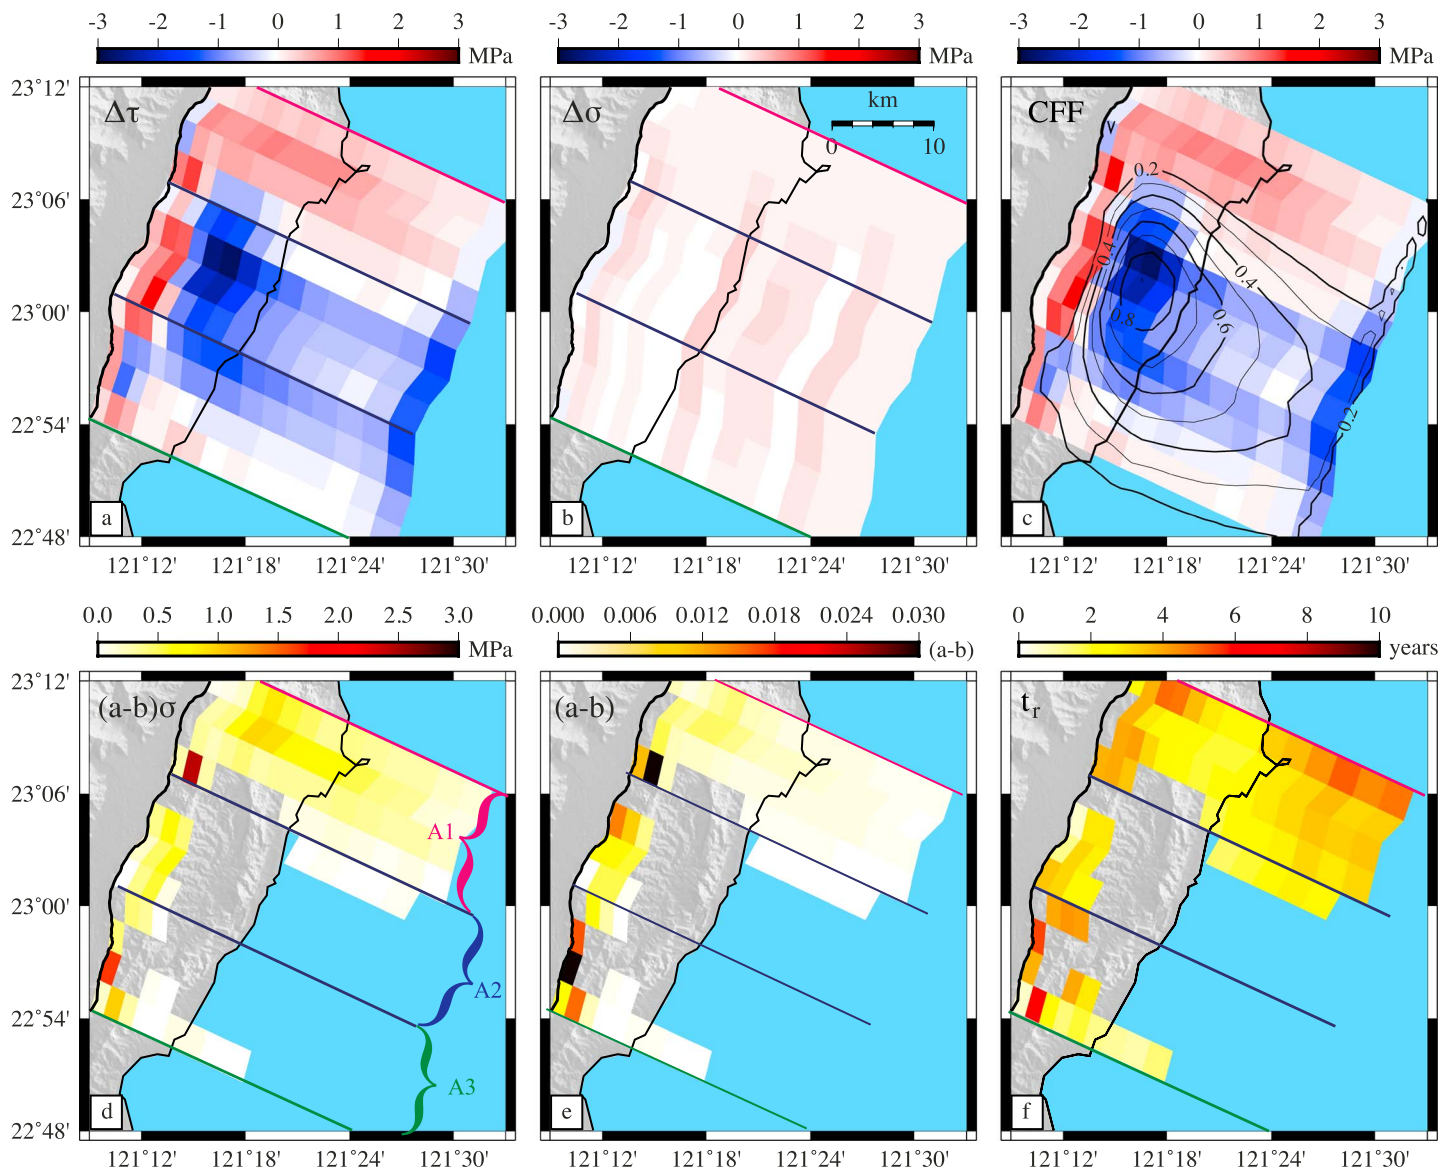 -3 -2 -1 0 1 2 3
MPa
-3 -2 -1 0 1 2 3
MPa
-3 -2 -1 0 1 2 3
MPa
23°12'
23°06'
23°00'
22°54'
22°48'
Δτ
a
121°12' 121°18' 121°24' 121°30'
Δσ
km
0 10
b
121°12' 121°18' 121°24' 121°30'
CFF
0.2
0.4
0.4
0.6
0.8
0.2
c
121°12' 121°18' 121°24' 121°30'
0.0 0.5 1.0 1.5 2.0 2.5 3.0
MPa
0.000 0.006 0.012 0.018 0.024 0.030
(a-b)
0 2 4 6 8 10
years
23°12'
23°06'
23°00'
22°54'
22°48'
(a-b)σ
A1
A2
A3
d
121°12' 121°18' 121°24' 121°30'
(a-b)
e
121°12' 121°18' 121°24' 121°30'
tr
f
121°12' 121°18' 121°24' 121°30'